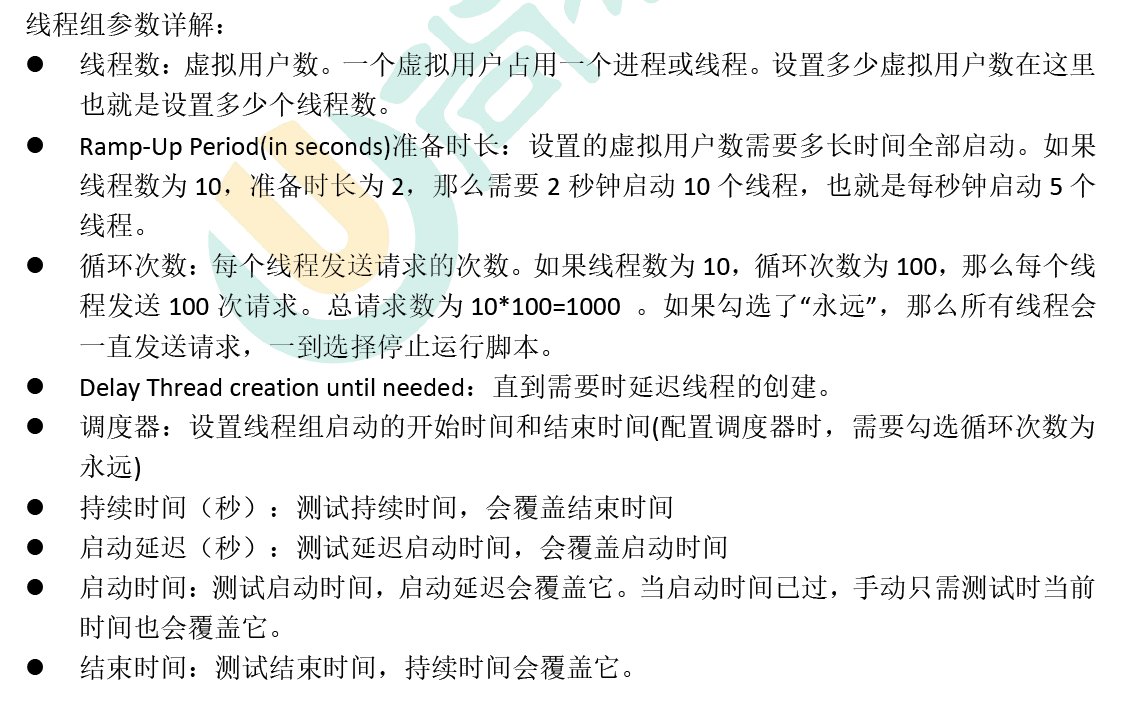 线程组参数详解：
● 线程数：虚拟用户数。一个虚拟用户占用一个进程或线程。设置多少虚拟用户数在这里
也就是设置多少个线程数。
● Ramp-Up Period(in seconds)准备时长：设置的虚拟用户数需要多长时间全部启动。如果
线程数为 10，准备时长为 2，那么需要 2 秒钟启动 10 个线程，也就是每秒钟启动 5 个
线程。
● 循环次数：每个线程发送请求的次数。如果线程数为 10，循环次数为 100，那么每个线
程发送 100 次请求。总请求数为 10*100=1000 。如果勾选了“永远”，那么所有线程会
一直发送请求，一到选择停止运行脚本。
● Delay Thread creation until needed：直到需要时延迟线程的创建。
● 调度器：设置线程组启动的开始时间和结束时间(配置调度器时，需要勾选循环次数为
永远)
● 持续时间（秒）：测试持续时间，会覆盖结束时间
● 启动延迟（秒）：测试延迟启动时间，会覆盖启动时间
● 启动时间：测试启动时间，启动延迟会覆盖它。当启动时间已过，手动只需测试时当前
时间也会覆盖它。
● 结束时间：测试结束时间，持续时间会覆盖它。